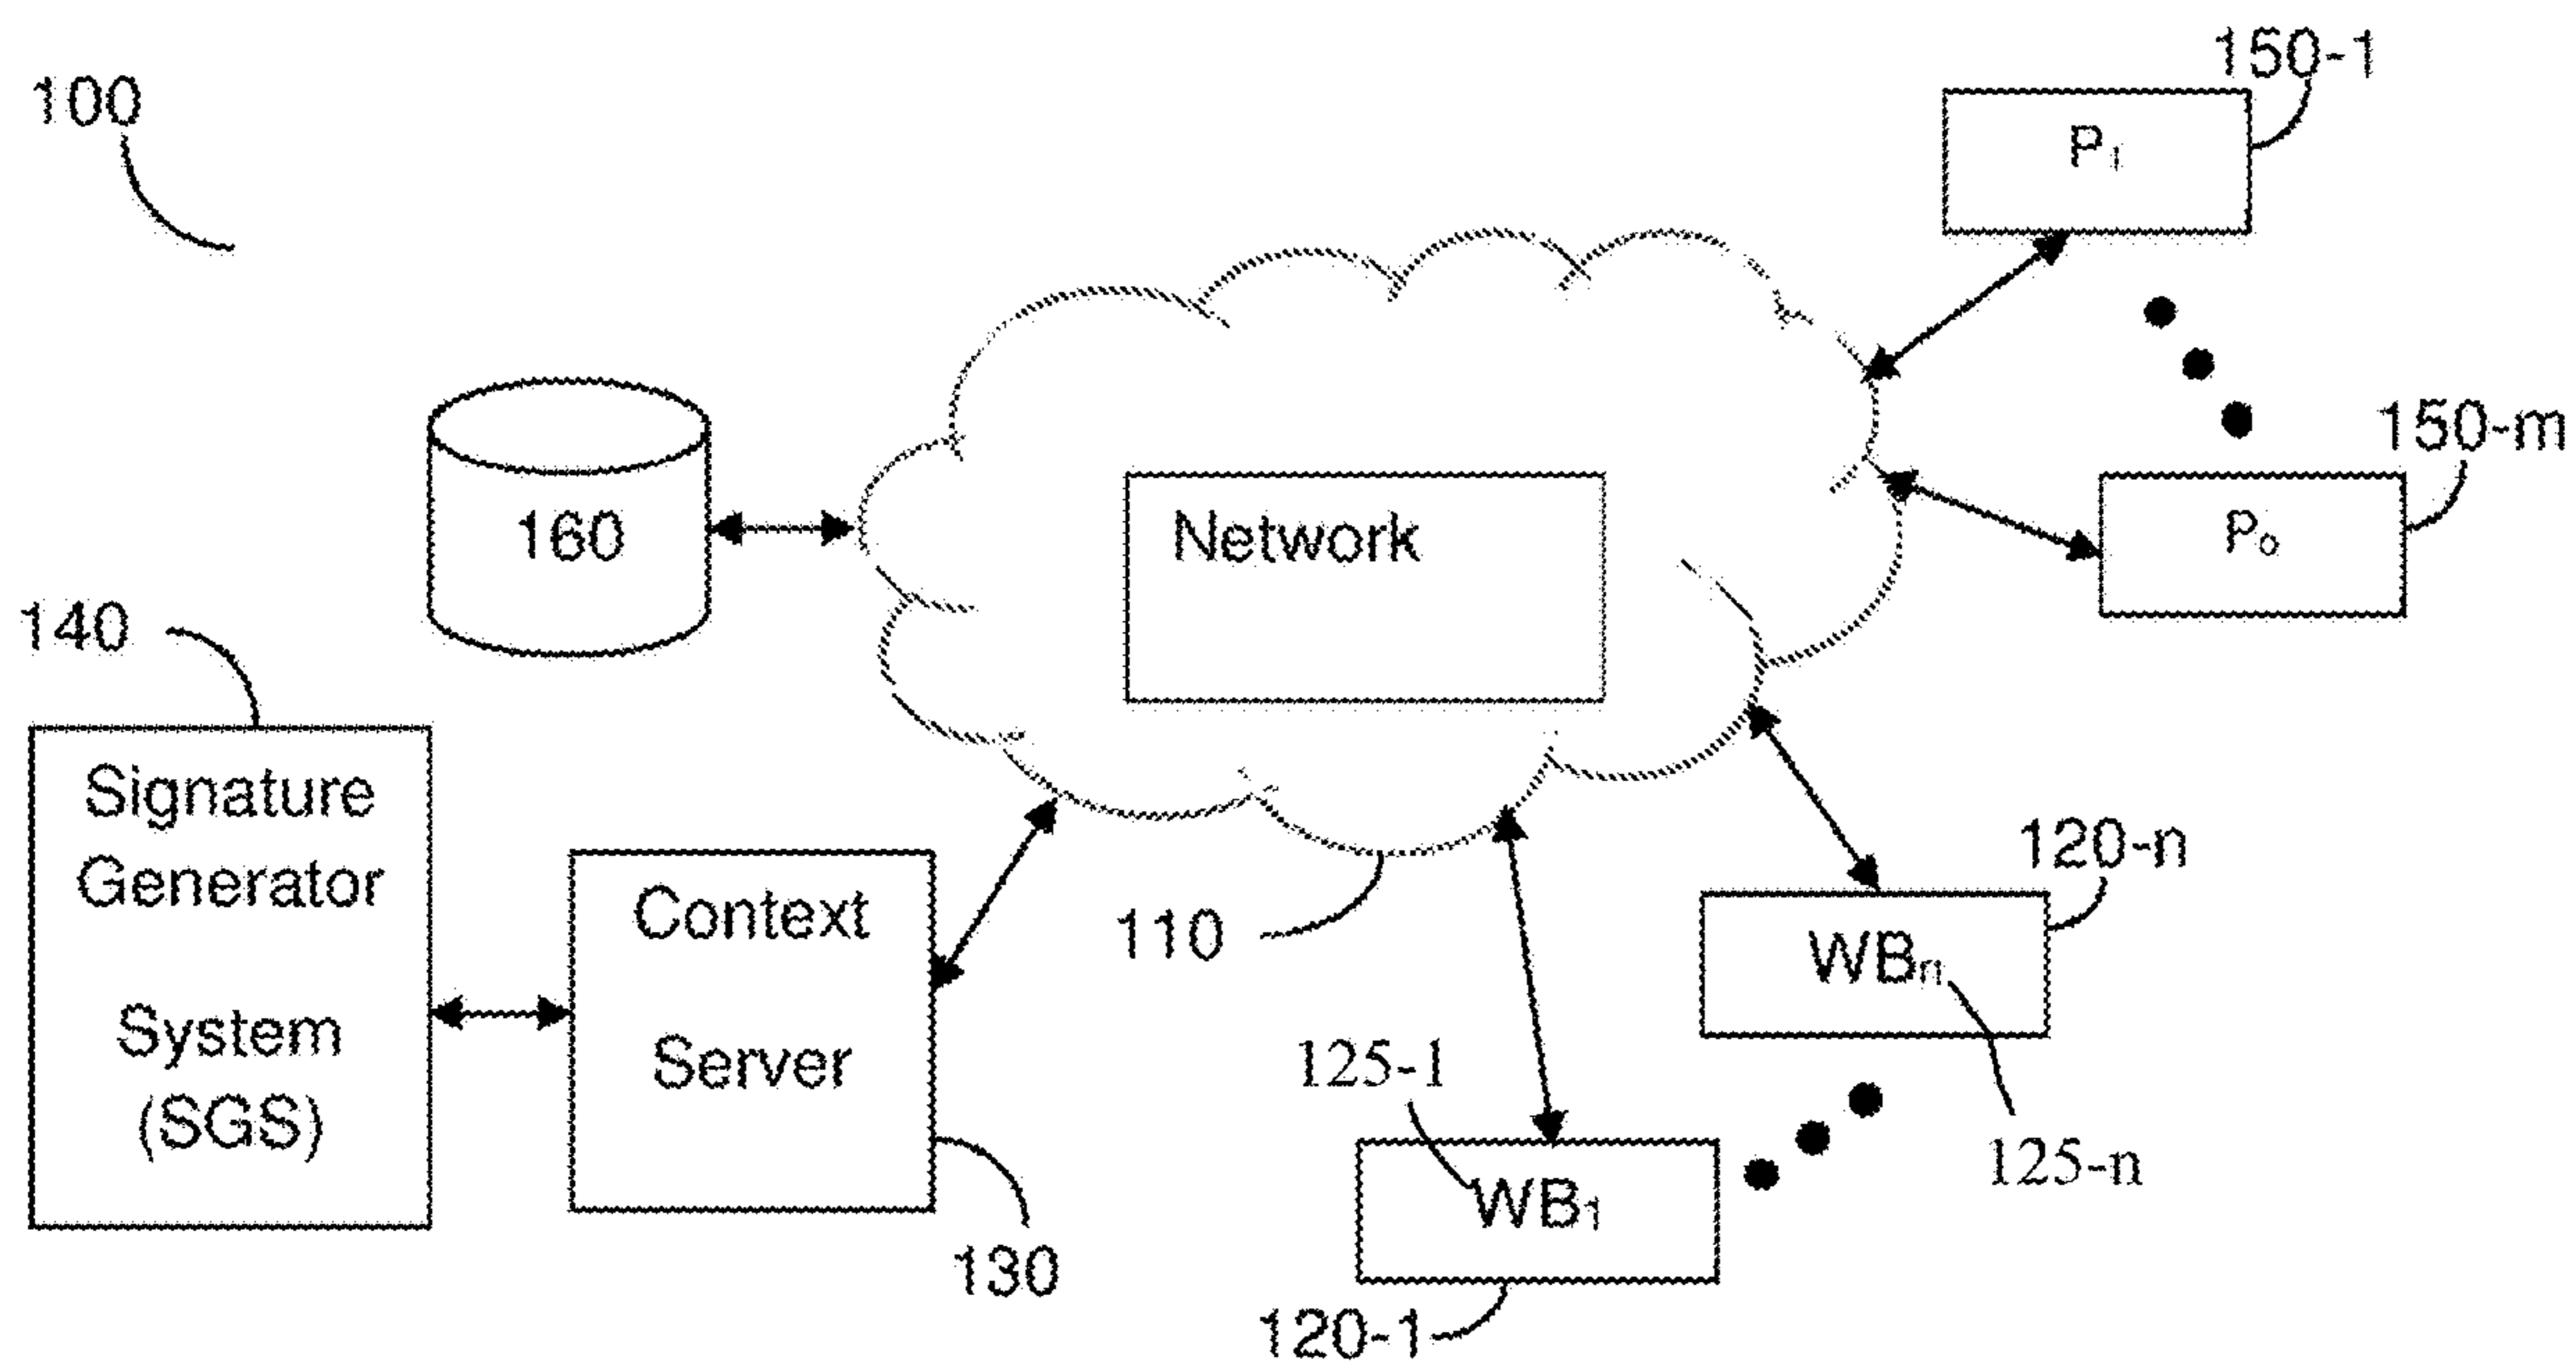 100
150-1
P1
150-m
Po
160
Network
140
Signature
Generator
System
(SGS)
Context
Server
130
110
120-n
WBn
125-n
125-1
WB1
120-1